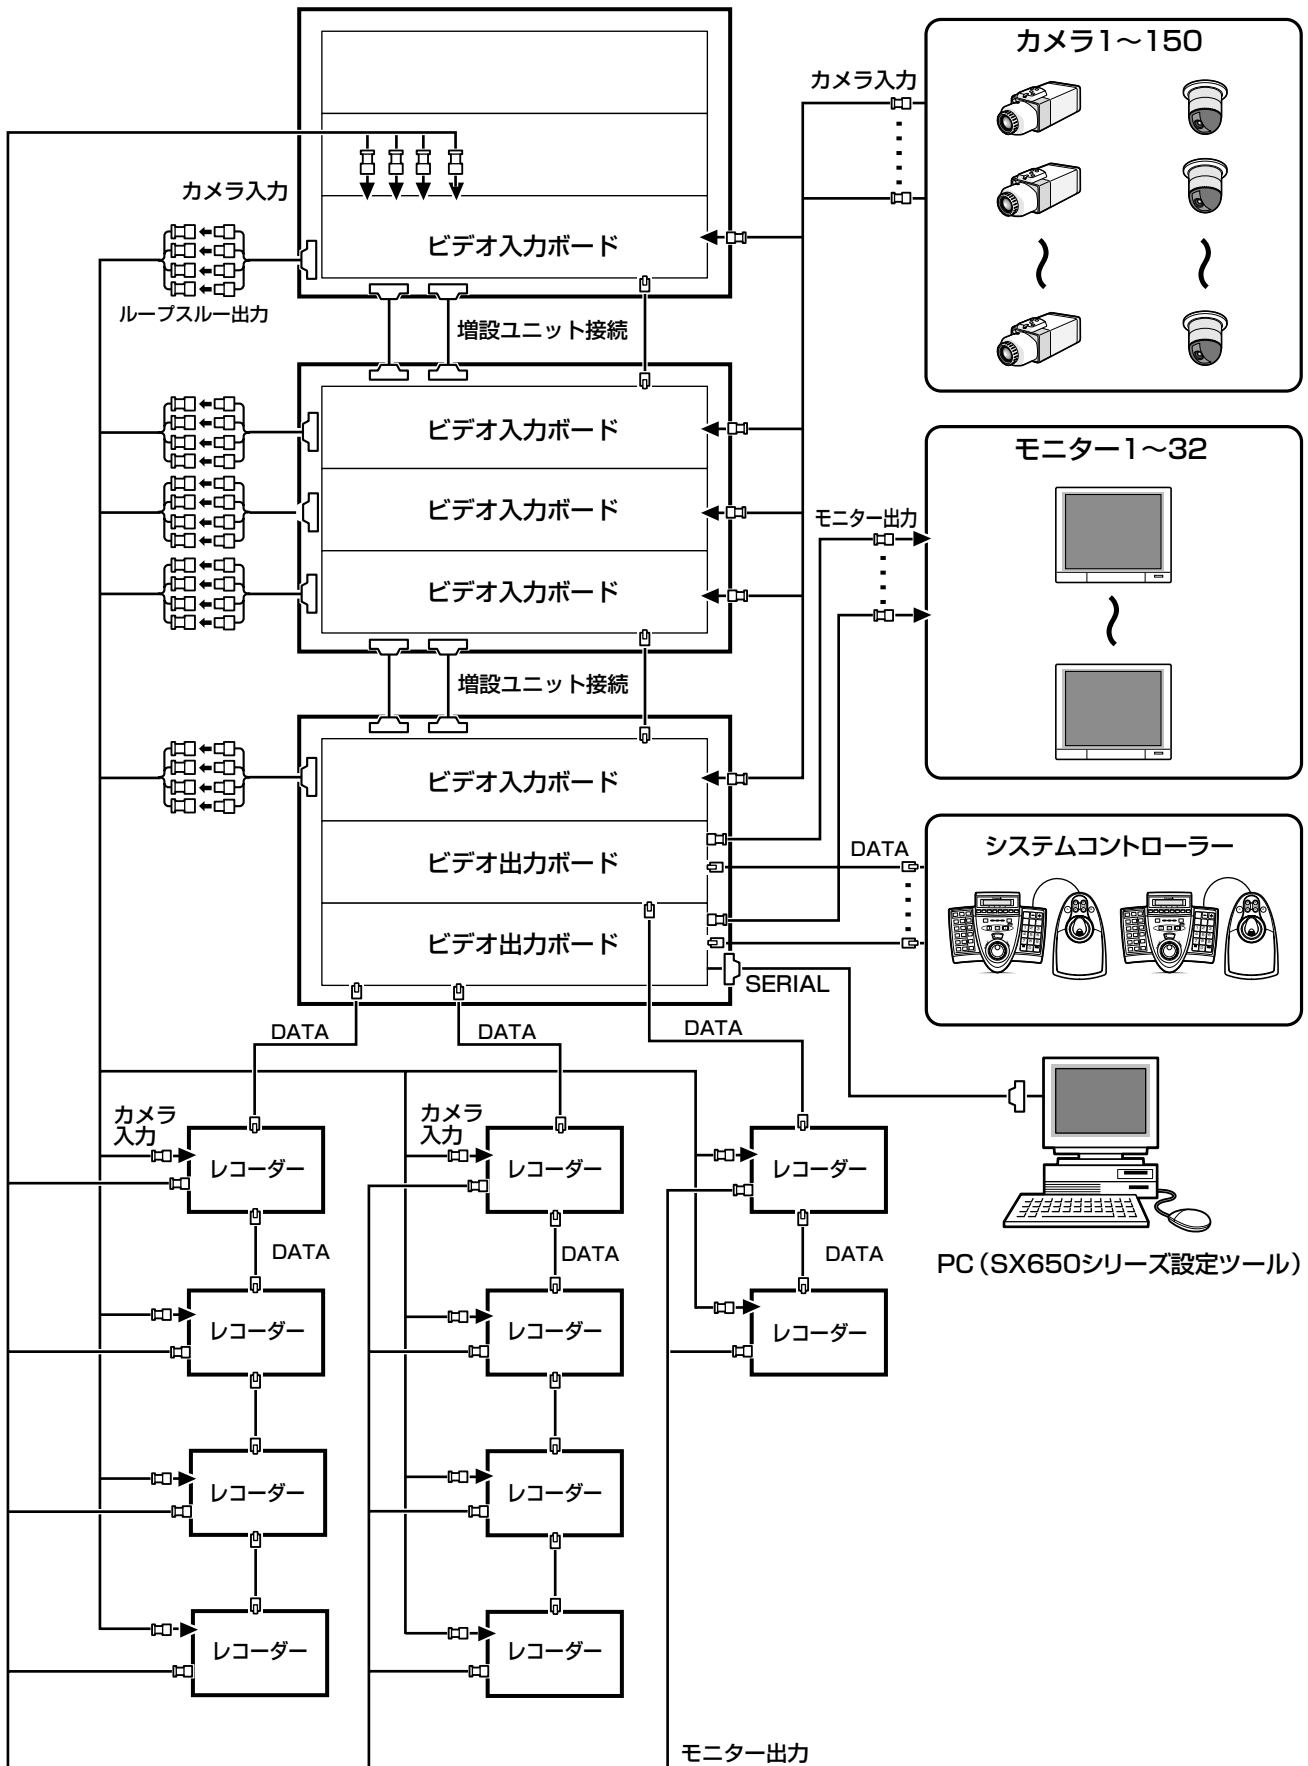 カメラ1～150
カメラ入力
カメラ入力
ビデオ入力ボード
ループスルー出力
増設ユニット接続
ビデオ入力ボード
モニター1～32
ビデオ入力ボード
モニター出力
ビデオ入力ボード
増設ユニット接続
ビデオ入力ボード
システムコントローラー
DATA
ビデオ出力ボード
ビデオ出力ボード
SERIAL
DATA
DATA
DATA
カメラ
入力
カメラ
入力
レコーダー
レコーダー
レコーダー
DATA
DATA
DATA
PC（SX650シリーズ設定ツール）
レコーダー
レコーダー
レコーダー
レコーダー
レコーダー
レコーダー
レコーダー
モニター出力